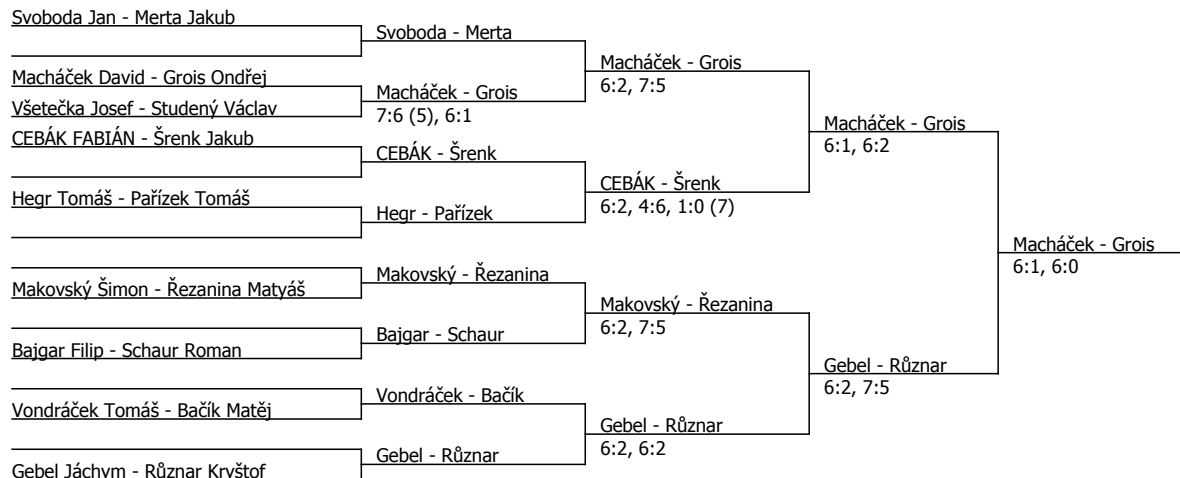 Svoboda Jan - Merta Jakub
Macháček David - Grois Ondřej
Všetečka Josef - Studený Václav
CEBÁK FABIÁN - Šrenk Jakub
Hegr Tomáš - Pařízek Tomáš
Makovský Šimon - Řezanina Matyáš
Bajgar Filip - Schaur Roman
Vondráček Tomáš - Bačík Matěj
Gebel Jáchym - Různar Kryštof
Svoboda - Merta
Macháček - Grois
7:6 (5), 6:1
CEBÁK - Šrenk
Hegr - Pařízek
Makovský - Řezanina
Bajgar - Schaur
Vondráček - Bačík
Gebel - Různar
Macháček - Grois
6:2, 7:5
CEBÁK - Šrenk
6:2, 4:6, 1:0 (7)
Makovský - Řezanina
6:2, 7:5
Gebel - Různar
6:2, 6:2
Macháček - Grois
6:1, 6:2
Gebel - Různar
6:2, 7:5
Macháček - Grois
6:1, 6:0